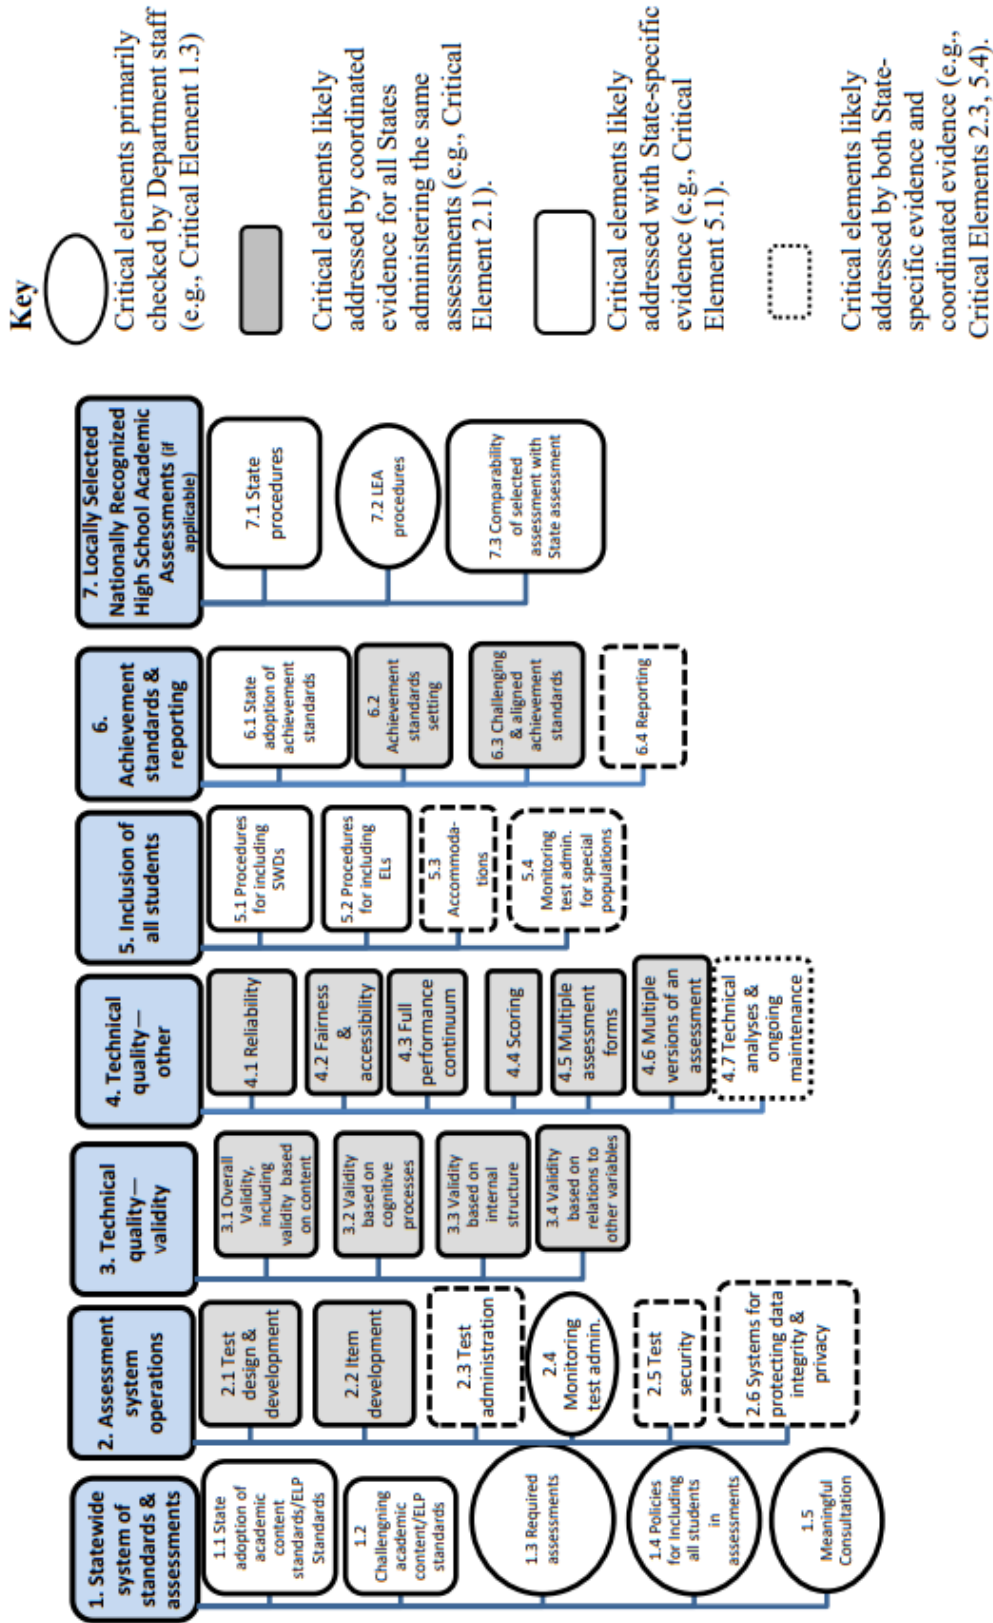 1. Statewide
system of
standards &
assessments
1.1 State
adoption of
academic
content
standards/ELP
Standards
1.2
Challengning
academic
content/ELP
standards
1.3 Required
assessments
1.4 Policies
for Including
all students
in
assessments
1.5
Meaningful
Consultation
2. Assessment
system
operations
2.1 Test
design &
development
2.2 Item
development
2.3 Test
administration
2.4
Monitoring
test admin.
2.5 Test
security
2.6 Systems for
protecting data
integrity &
privacy
3. Technical
quality—
validity
3.1 Overall
Validity,
including
validity based
on content
3.2 Validity
based on
cognitive
processes
3.3 Validity
based on
internal
structure
3.4 Validity
based on
relations to
other variables
4. Technical
quality—
other
4.1 Reliability
4.2 Fairness
&
accessibility
4.3 Full
performance
continuum
4.4 Scoring
4.5 Multiple
assessment
forms
4.6 Multiple
versions of an
assessment
4.7 Technical
analyses &
ongoing
maintenance
5. Inclusion of
all students
5.1 Procedures
for including
SWDs
5.2 Procedures
for including
ELs
5.3
Accommoda-
tions
5.4
Monitoring
test admin.
for special
populations
6.
Achievement
standards &
reporting
6.1 State
adoption of
achievement
standards
6.2
Achievement
standards
setting
6.3 Challenging
& aligned
achievement
standards
6.4 Reporting
7. Locally Selected
Nationally Recognized
High School Academic
Assessments (if
applicable)
7.1 State
procedures
7.2 LEA
procedures
7.3 Comparability
of selected
assessment with
State assessment
Key
Critical elements primarily
checked by Department staff
(e.g., Critical Element 1.3)
Critical elements likely
addressed by coordinated
evidence for all States
administering the same
assessments (e.g., Critical
Element 2.1).
Critical elements likely
addressed with State-specific
evidence (e.g., Critical
Element 5.1).
Critical elements likely
addressed by both State-
specific evidence and
coordinated evidence (e.g.,
Critical Elements 2.3, 5.4).